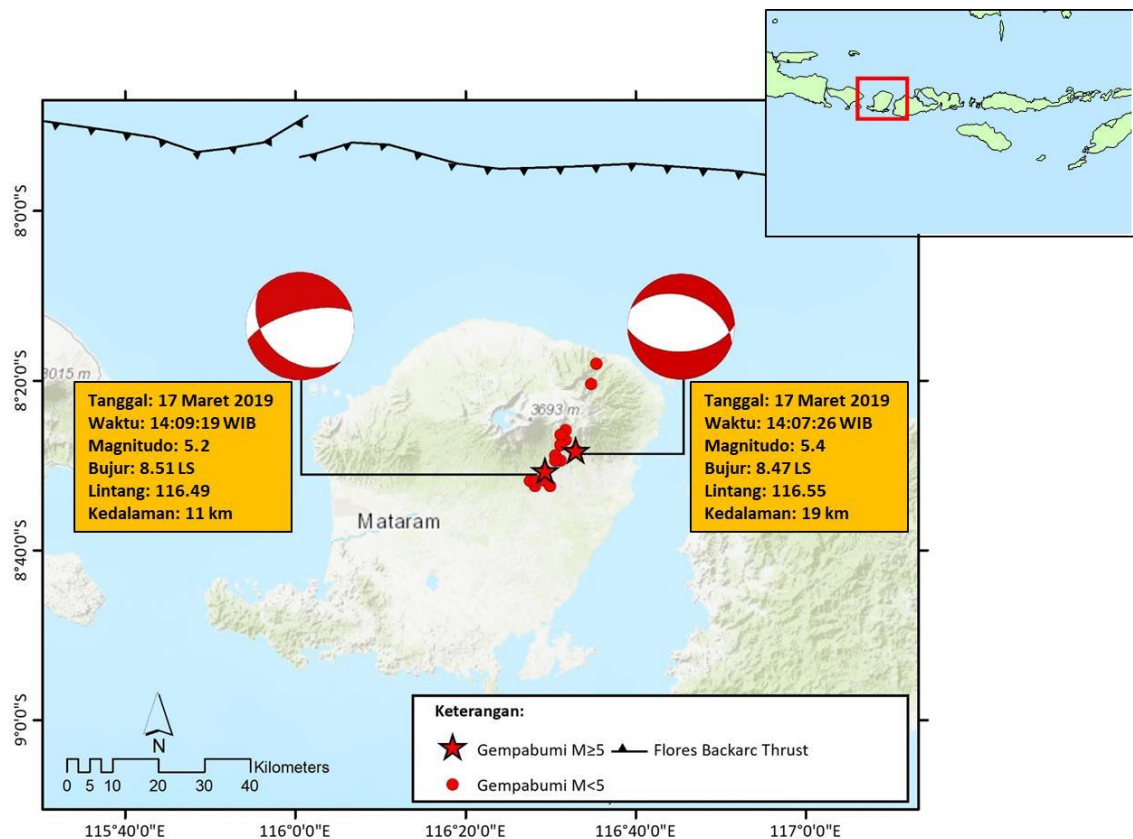 8°0'0"S
8°20'0"S
8°40'0"S
9°0'0"S
3015 m
3693 m
Mataram
Tanggal: 17 Maret 2019
Waktu: 14:09:19 WIB
Magnitudo: 5.2
Bujur: 8.51 LS
Lintang: 116.49
Kedalaman: 11 km
Tanggal: 17 Maret 2019
Waktu: 14:07:26 WIB
Magnitudo: 5.4
Bujur: 8.47 LS
Lintang: 116.55
Kedalaman: 19 km
N
Kilometers
0 5 10 20 30 40
Keterangan:
Gempabumi M≥5
Flores Backarc Thrust
Gempabumi M<5
115°40'0"E
116°0'0"E
116°20'0"E
116°40'0"E
117°0'0"E